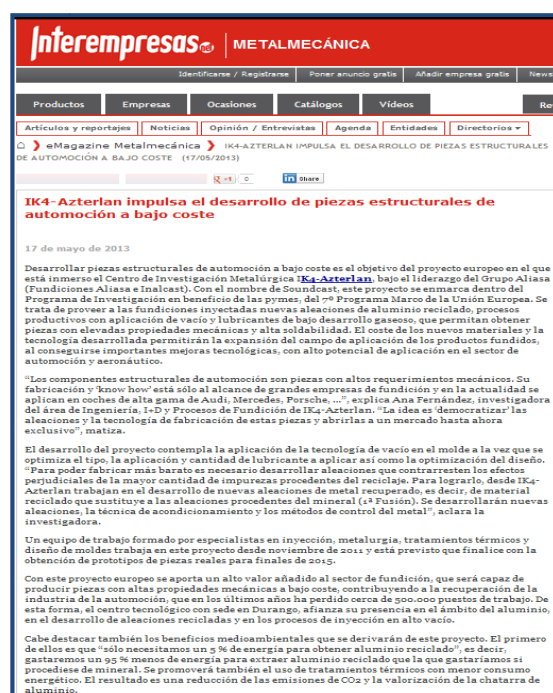 Interempresas.net | METALMECÁNICA
Identificarse / Registrarse Poner anuncio gratis Añadir empresa gratis News
Productos Empresas Ocasiones Catálogos Vídeos Re
Artículos y reportajes Noticias Opinión / Entrevistas Agenda Entidades Directorios
eMagazine Metalmecánica IK4-AZTERLAN IMPULSA EL DESARROLLO DE PIEZAS ESTRUCTURALES
DE AUTOMOCIÓN A BAJO COSTE (17/05/2013)
+1 0 in Share
IK4-Azterlan impulsa el desarrollo de piezas estructurales de
automoción a bajo coste
17 de mayo de 2013
Desarrollar piezas estructurales de automoción a bajo coste es el objetivo del proyecto europeo en el que
está inmerso el Centro de Investigación Metalúrgica IK4-Azterlan, bajo el liderazgo del Grupo Aliasa
(Fundiciones Aliasa e Inalcast). Con el nombre de Soundcast, este proyecto se enmarca dentro del
Programa de Investigación en beneficio de las pymes, del 7º Programa Marco de la Unión Europea. Se
trata de proveer a las fundiciones inyectadas nuevas aleaciones de aluminio reciclado, procesos
productivos con aplicación de vacío y lubricantes de bajo desarrollo gaseoso, que permitan obtener
piezas con elevadas propiedades mecánicas y alta soldabilidad. El coste de los nuevos materiales y la
tecnología desarrollada permitirán la expansión del campo de aplicación de los productos fundidos,
al conseguirse importantes mejoras tecnológicas, con alto potencial de aplicación en el sector de
automoción y aeronáutico.
“Los componentes estructurales de automoción son piezas con altos requerimientos mecánicos. Su
fabricación y ‘know how’ está sólo al alcance de grandes empresas de fundición y en la actualidad se
aplican en coches de alta gama de Audi, Mercedes, Porsche, ...”, explica Ana Fernández, investigadora
del área de Ingeniería, I+D y Procesos de Fundición de IK4-Azterlan. “La idea es ‘democratizar’ las
aleaciones y la tecnología de fabricación de estas piezas y abrirlas a un mercado hasta ahora
exclusivo”, matiza.
El desarrollo del proyecto contempla la aplicación de la tecnología de vacío en el molde a la vez que se
optimiza el tipo, la aplicación y cantidad de lubricante a aplicar así como la optimización del diseño.
“Para poder fabricar más barato es necesario desarrollar aleaciones que contrarresten los efectos
perjudiciales de la mayor cantidad de impurezas procedentes del reciclaje. Para lograrlo, desde IK4-
Azterlan trabajan en el desarrollo de nuevas aleaciones de metal recuperado, es decir, de material
reciclado que sustituye a las aleaciones procedentes del mineral (1ª Fusión). Se desarrollarán nuevas
aleaciones, la técnica de acondicionamiento y los métodos de control del metal”, aclara la
investigadora.
Un equipo de trabajo formado por especialistas en inyección, metalurgia, tratamientos térmicos y
diseño de moldes trabaja en este proyecto desde noviembre de 2011 y está previsto que finalice con la
obtención de prototipos de piezas reales para finales de 2015.
Con este proyecto europeo se aporta un alto valor añadido al sector de fundición, que será capaz de
producir piezas con altas propiedades mecánicas a bajo coste, contribuyendo a la recuperación de la
industria de la automoción, que en los últimos años ha perdido cerca de 500.000 puestos de trabajo. De
esta forma, el centro tecnológico con sede en Durango, afianza su presencia en el ámbito del aluminio,
en el desarrollo de aleaciones recicladas y en los procesos de inyección en alto vacío.
Cabe destacar también los beneficios medioambientales que se derivarán de este proyecto. El primero
de ellos es que “sólo necesitamos un 5 % de energía para obtener aluminio reciclado”, es decir,
gastaremos un 95 % menos de energía para extraer aluminio reciclado que la que gastaríamos si
procediese de mineral. Se promoverá también el uso de tratamientos térmicos con menor consumo
energético. El resultado es una reducción de las emisiones de CO2 y la valorización de la chatarra de
aluminio.